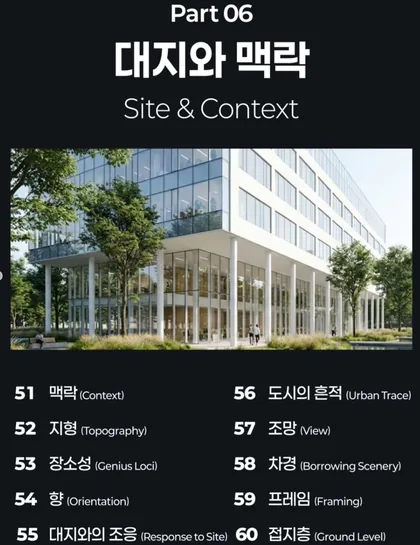 Part 06
대지와 맥락
Site & Context
51 맥락 (Context)
52 지형 (Topography)
53 장소성 (Genius Loci)
54 향 (Orientation)
55 대지와의 조응 (Response to Site)
56 도시의 흔적 (Urban Trace)
57 조망 (View)
58 차경 (Borrowing Scenery)
59 프레임 (Framing)
60 접지층 (Ground Level)